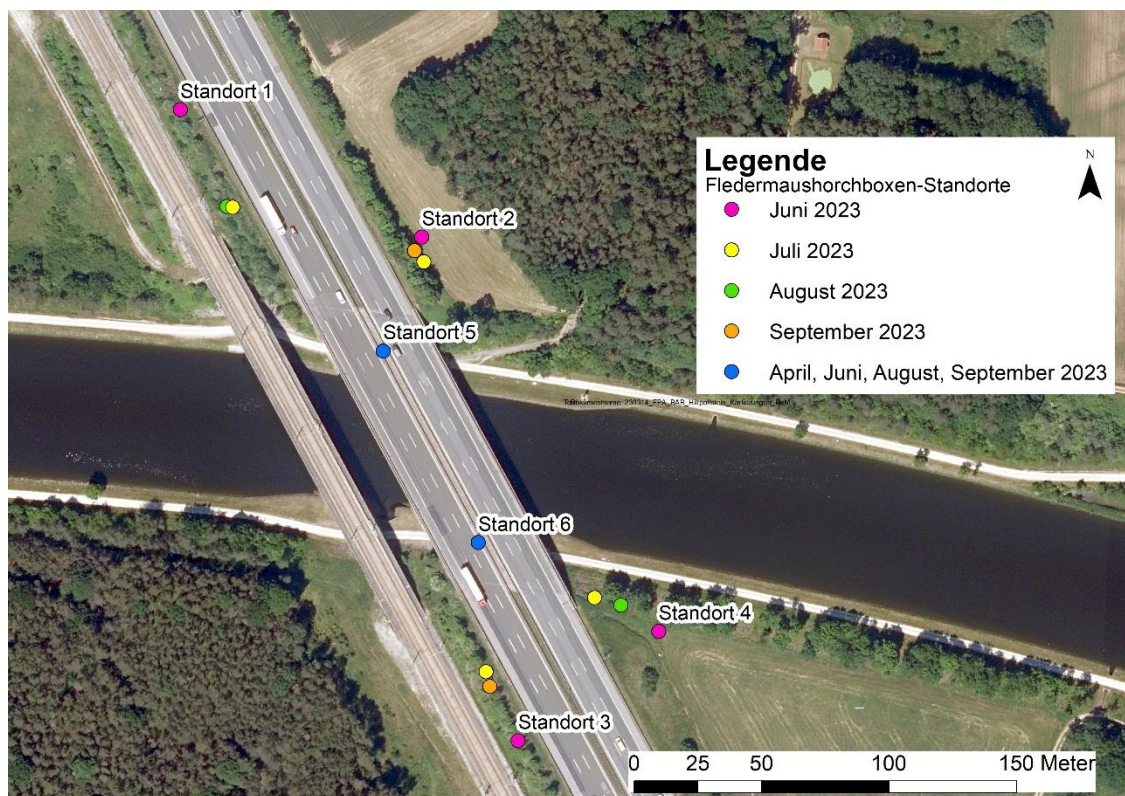 Standort 1
Standort 2
Standort 5
Standort 6
Standort 4
Standort 3
Legende
Fledermaushorchboxen-Standorte
Juni 2023
Juli 2023
August 2023
September 2023
April, Juni, August, September 2023
N
0 25 50 100 150 Meter